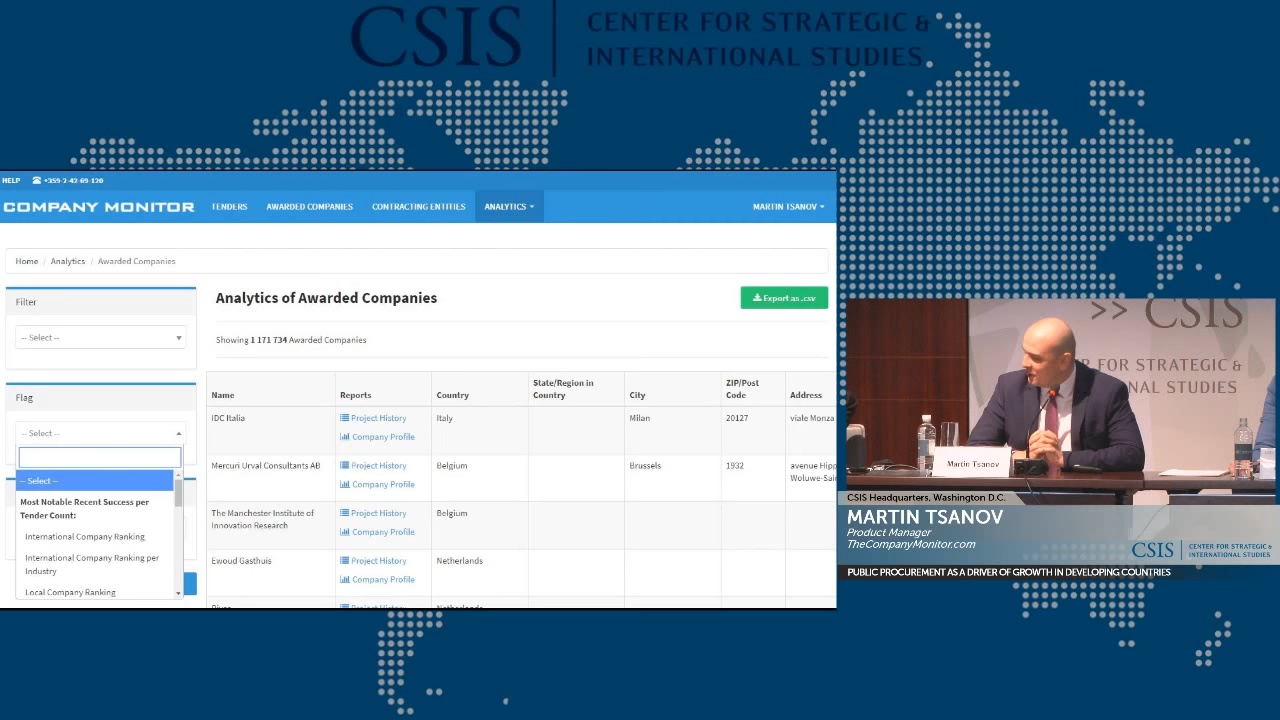 CSIS
CENTER FOR STRATEGIC &
INTERNATIONAL STUDIES
HELP +359-2-42-69-120
COMPANY MONITOR TENDERS AWARDED COMPANIES CONTRACTING ENTITIES ANALYTICS MARTIN TSANOV
Home / Analytics / Awarded Companies
Filter
-- Select --
Flag
-- Select --
-- Select --
Most Notable Recent Success per
Tender Count:
International Company Ranking
International Company Ranking per
Industry
Local Company Ranking
Analytics of Awarded Companies
Export as .csv
Showing 1 171 734 Awarded Companies
Name Reports Country State/Region in Country City ZIP/Post Code Address
IDC Italia Project History Italy Milan 20127 viale Monza
Company Profile
Mercuri Urval Consultants AB Project History Belgium Brussels 1932 avenue Hipp
Company Profile Woluwe-Sain
The Manchester Institute of Project History Belgium
Innovation Research Company Profile
Ewoud Gasthuis Project History Netherlands
Company Profile
Project History Netherlands
>> CSIS
R FOR STRATEGIC &
NAL STUDIES
Martin Tsanov
CSIS Headquarters, Washington D.C.
MARTIN TSANOV
Product Manager
TheCompanyMonitor.com
CSIS CENTER FOR STRATEGIC &
INTERNATIONAL STUDIES
PUBLIC PROCUREMENT AS A DRIVER OF GROWTH IN DEVELOPING COUNTRIES